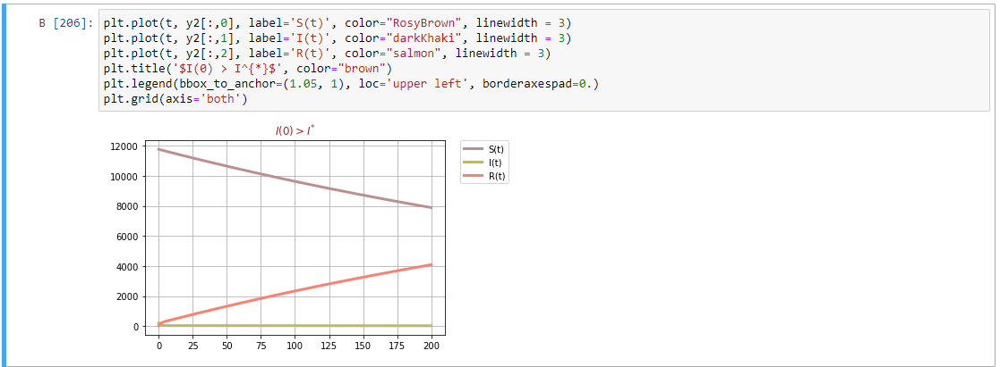 В [206]: plt.plot(t, y2[:,0], label='S(t)', color="RosyBrown", linewidth = 3)
plt.plot(t, y2[:,1], label='I(t)', color="darkKhaki", linewidth = 3)
plt.plot(t, y2[:,2], label='R(t)', color="salmon", linewidth = 3)
plt.title('$I(0) > I^{*}$', color="brown")
plt.legend(bbox_to_anchor=(1.05, 1), loc='upper left', borderaxespad=0.)
plt.grid(axis='both')
I(0) > I*
12000
10000
8000
6000
4000
2000
0
0 25 50 75 100 125 150 175 200
S(t)
I(t)
R(t)